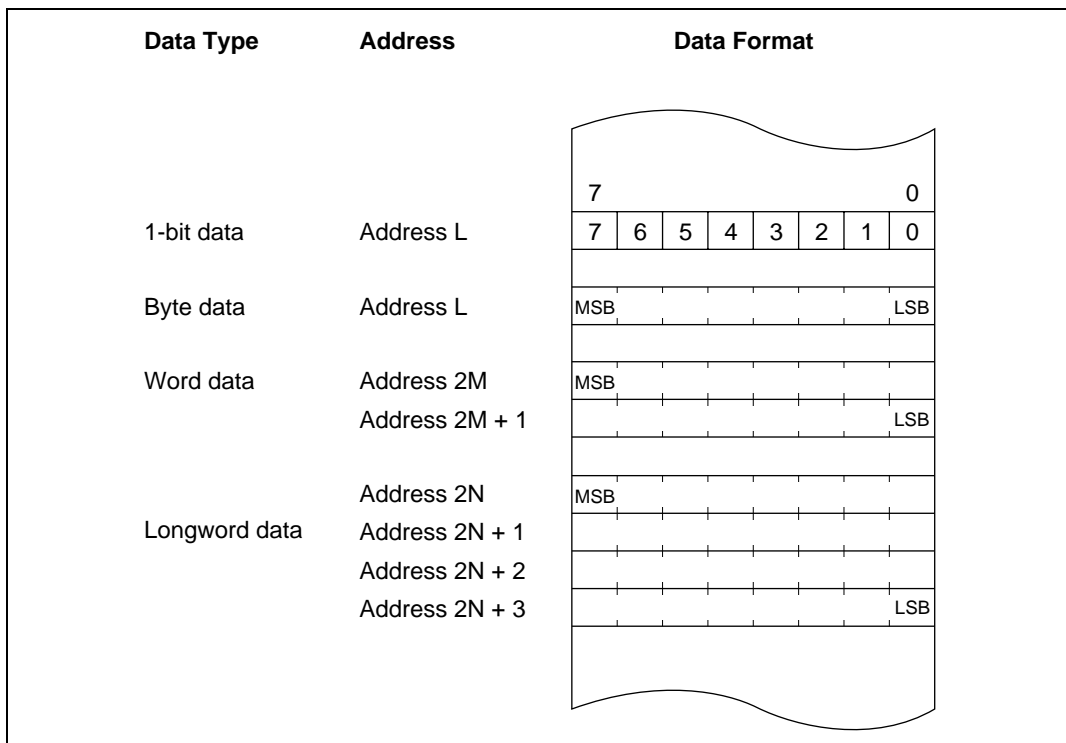 Data Type Address Data Format
7 0
1-bit data Address L 7 6 5 4 3 2 1 0
Byte data Address L MSB LSB
Word data Address 2M MSB
Address 2M + 1 LSB
Address 2N MSB
Longword data Address 2N + 1
Address 2N + 2
Address 2N + 3 LSB